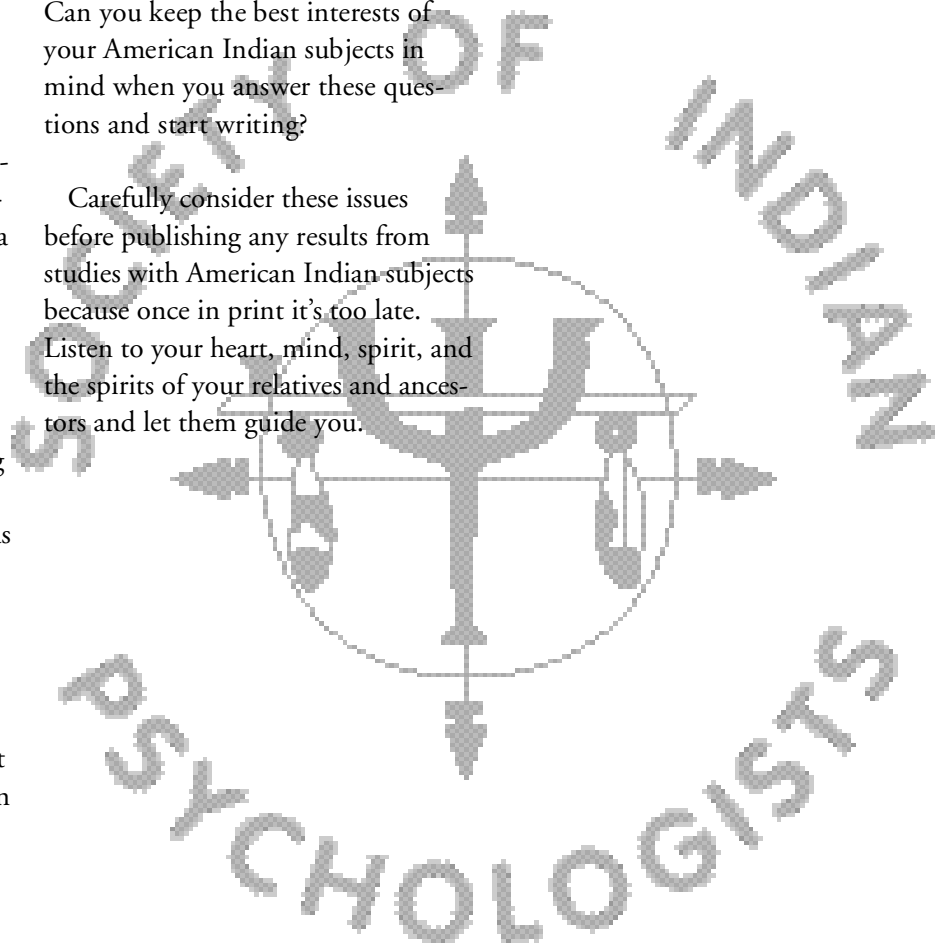 Can you keep the best interests of
your American Indian subjects in
mind when you answer these ques-
tions and start writing?
Carefully consider these issues
before publishing any results from
studies with American Indian subjects
because once in print it's too late.
Listen to your heart, mind, spirit, and
the spirits of your relatives and ances-
tors and let them guide you.
SOCIETY OF INDIAN
PSYCHOLOGISTS